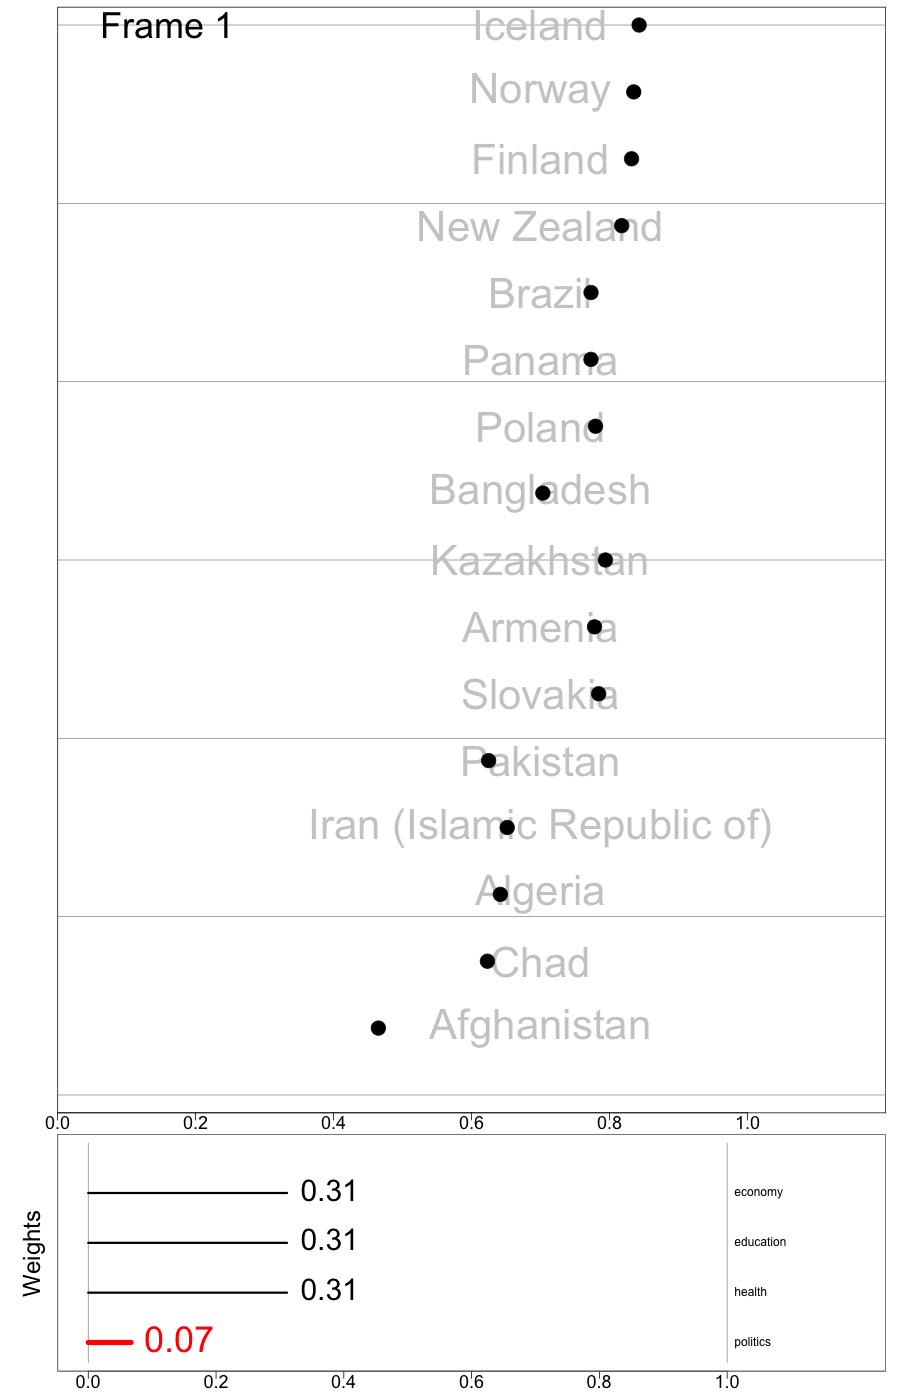 Frame 1
Iceland
Norway
Finland
New Zealand
Brazil
Panama
Poland
Bangladesh
Kazakhstan
Armenia
Slovakia
Pakistan
Iran (Islamic Republic of)
Algeria
Chad
Afghanistan
0.0 0.2 0.4 0.6 0.8 1.0
Weights
0.31 economy
0.31 education
0.31 health
0.07 politics
0.0 0.2 0.4 0.6 0.8 1.0